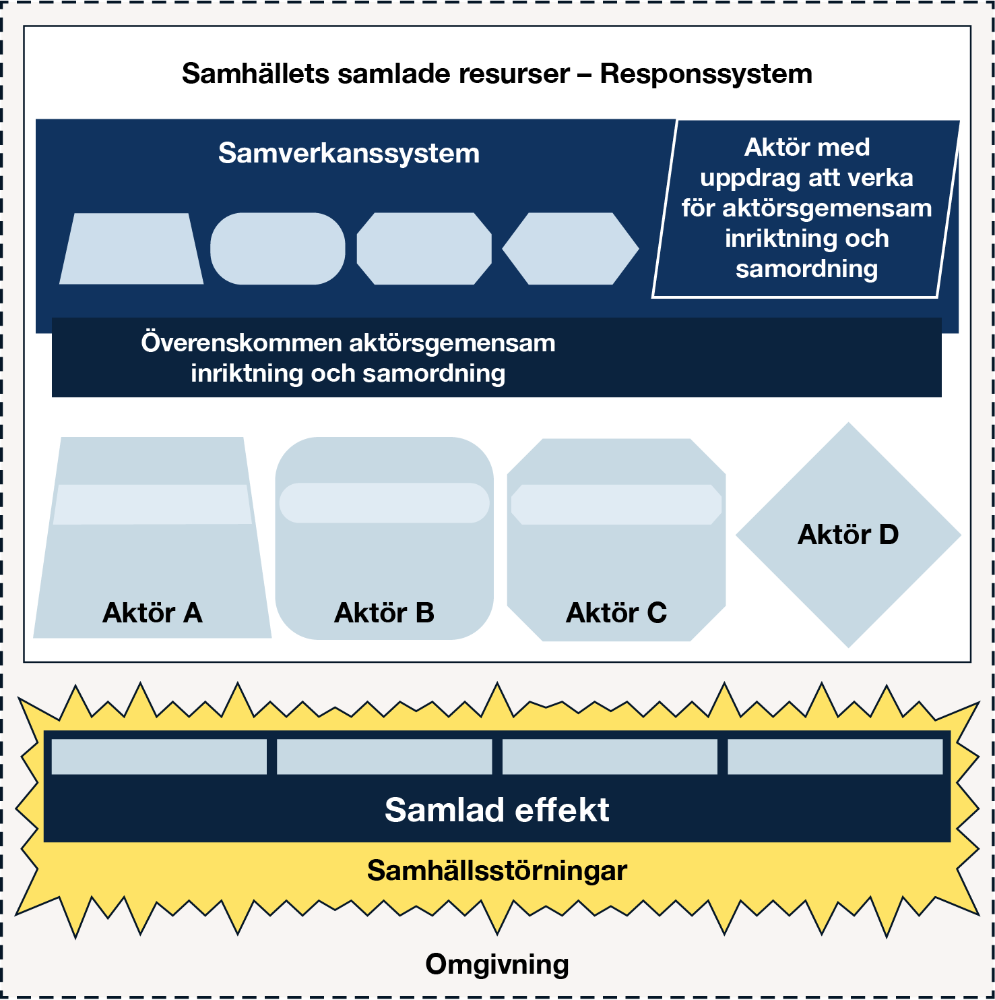 Samhällets samlade resurser – Responssystem
Samverkanssystem
Aktör med
uppdrag att verka
för aktörsgemensam
inriktning och
samordning
Överenskommen aktörsgemensam
inriktning och samordning
Aktör A
Aktör B
Aktör C
Aktör D
Samlad effekt
Samhällsstörningar
Omgivning